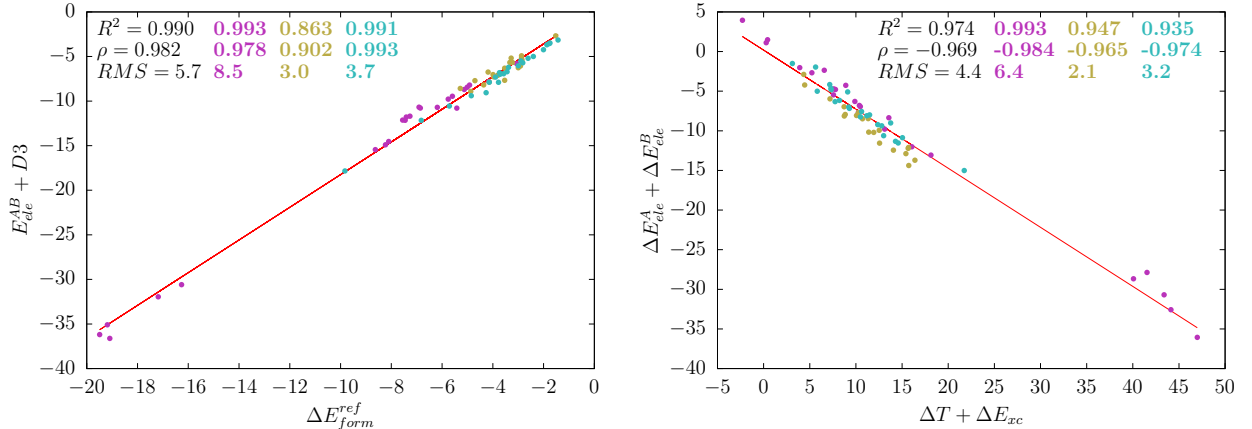 R² = 0.990 0.993 0.863 0.991
ρ = 0.982 0.978 0.902 0.993
RMS = 5.7 8.5 3.0 3.7
0
−5
−10
−15
−20
−25
−30
−35
−40
−20 −18 −16 −14 −12 −10 −8 −6 −4 −2 0
E_{ele}^{AB} + D3
ΔE_{form}^{ref}
R² = 0.974 0.993 0.947 0.935
ρ = −0.969 -0.984 -0.965 -0.974
RMS = 4.4 6.4 2.1 3.2
5
0
−5
−10
−15
−20
−25
−30
−35
−40
−5 0 5 10 15 20 25 30 35 40 45 50
ΔE_{ele}^{A} + ΔE_{ele}^{B}
ΔT + ΔE_{xc}